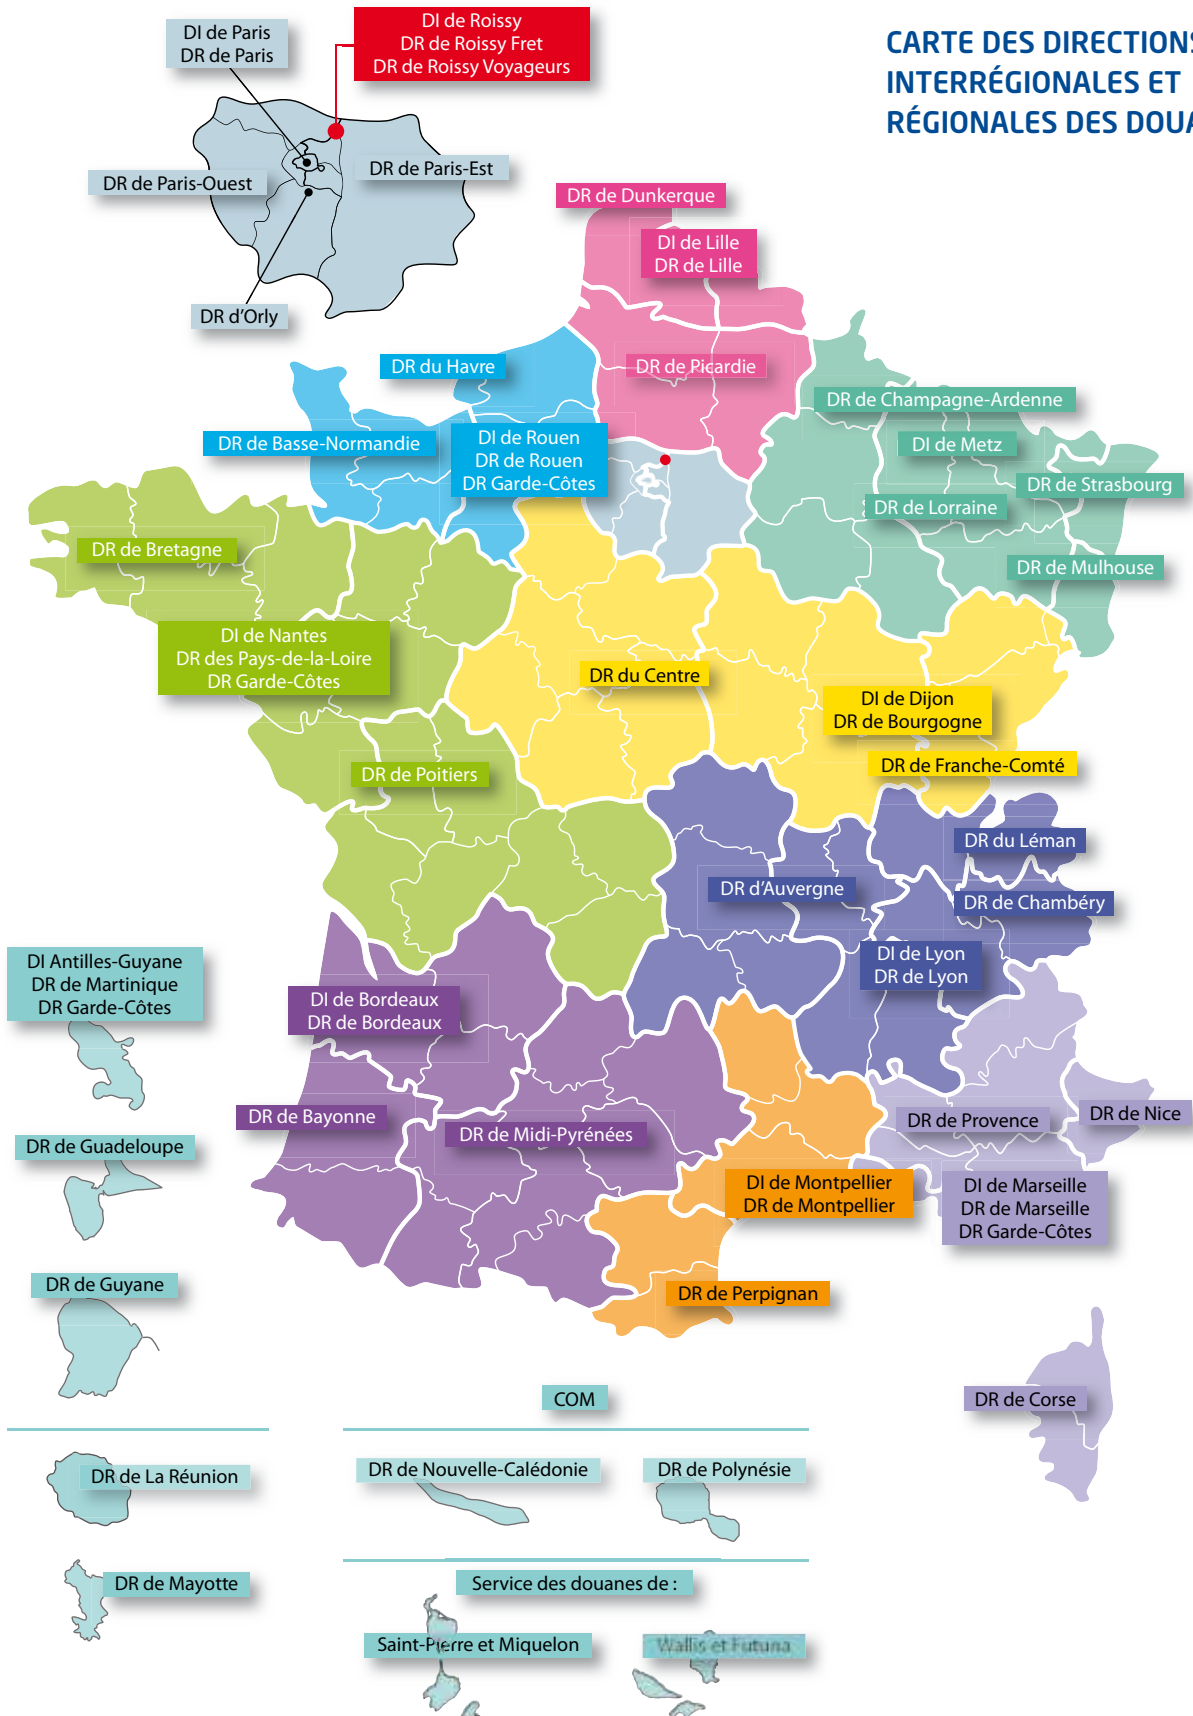 CARTE DES DIRECTIONS
INTERRÉGIONALES ET
RÉGIONALES DES DOUA
DI de Paris
DR de Paris
DI de Roissy
DR de Roissy Fret
DR de Roissy Voyageurs
DR de Paris-Ouest
DR de Paris-Est
DR d'Orly
DR de Dunkerque
DI de Lille
DR de Lille
DR de Picardie
DR du Havre
DR de Basse-Normandie
DI de Rouen
DR de Rouen
DR Garde-Côtes
DR de Champagne-Ardenne
DI de Metz
DR de Strasbourg
DR de Lorraine
DR de Mulhouse
DR de Bretagne
DI de Nantes
DR des Pays-de-la-Loire
DR Garde-Côtes
DR de Poitiers
DR du Centre
DI de Dijon
DR de Bourgogne
DR de Franche-Comté
DR du Léman
DR d'Auvergne
DR de Chambéry
DI de Lyon
DR de Lyon
DI Antilles-Guyane
DR de Martinique
DR Garde-Côtes
DI de Bordeaux
DR de Bordeaux
DR de Bayonne
DR de Midi-Pyrénées
DR de Provence
DR de Nice
DR de Guadeloupe
DI de Montpellier
DR de Montpellier
DI de Marseille
DR de Marseille
DR Garde-Côtes
DR de Guyane
DR de Perpignan
COM
DR de Corse
DR de La Réunion
DR de Nouvelle-Calédonie
DR de Polynésie
DR de Mayotte
Service des douanes de :
Saint-Pierre et Miquelon
Wallis et Futuna